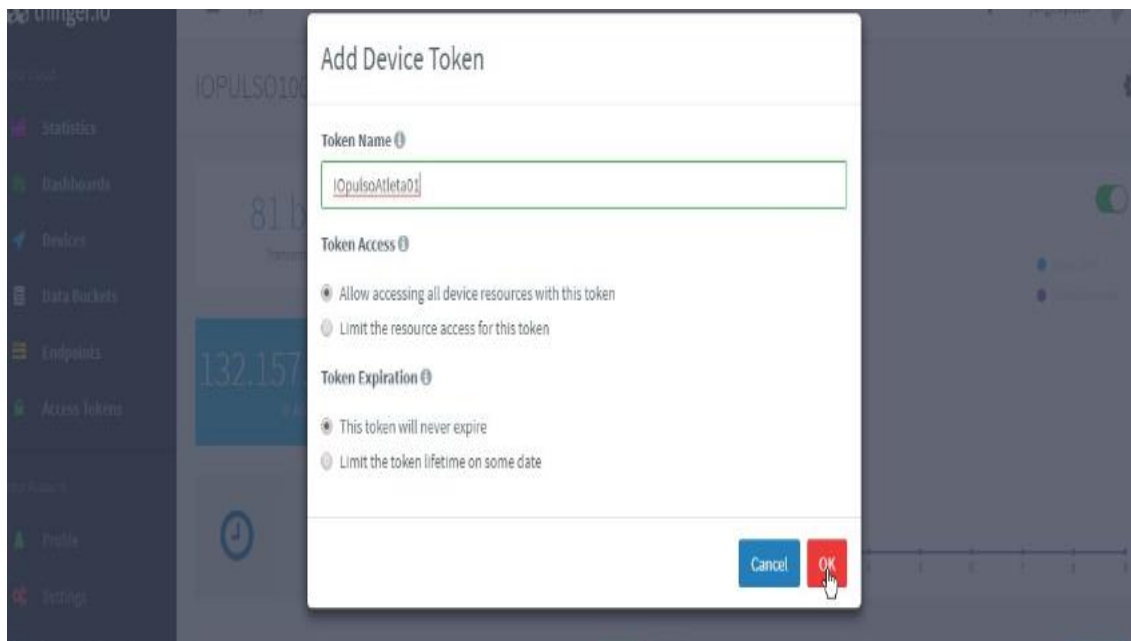 thinger.io
Statistics
Dashboards
Devices
Data Buckets
Endpoints
Access Tokens
Profile
Settings
IOPULSO100
81 b
132.157.
Add Device Token
Token Name
IOpulsoAtleta01
Token Access
Allow accessing all device resources with this token
Limit the resource access for this token
Token Expiration
This token will never expire
Limit the token lifetime on some date
Cancel
OK